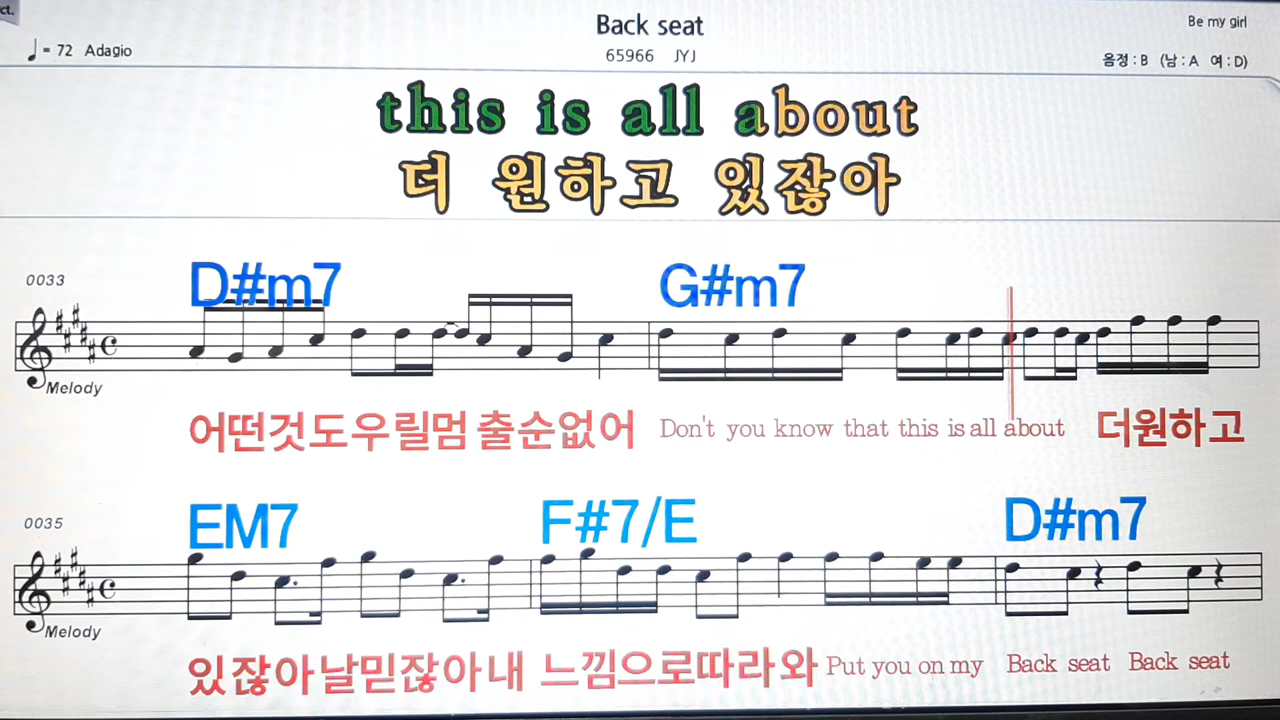 ct.
Back seat
Be my girl
♩ = 72 Adagio
65966 JYJ
음정 : B (남 : A 여 : D)
this is all about
더 원하고 있잖아
0033
D#m7 G#m7
Melody
어떤것도우릴멈 출순없어 Don't you know that this is all about 더원하고
0035
EM7 F#7/E D#m7
Melody
있잖아날믿잖아내 느낌으로따라와 Put you on my Back seat Back seat